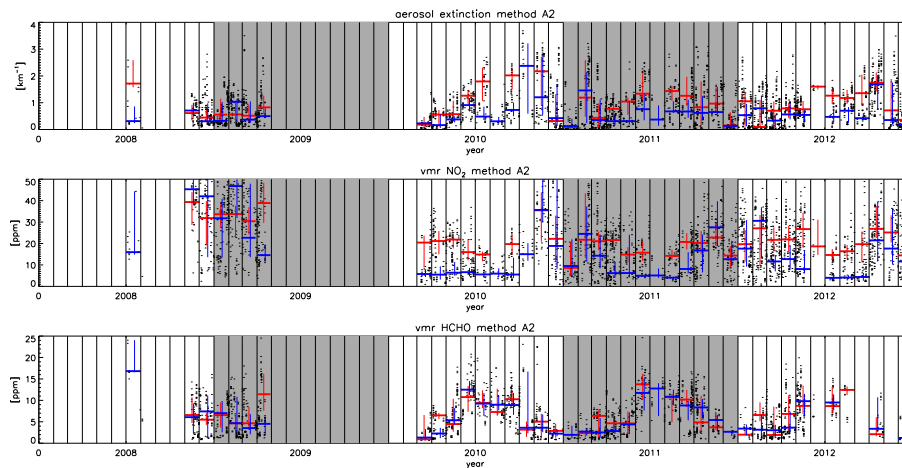 aerosol extinction method A2
4
3
2
1
0
[km⁻¹]
0 2008 2009 2010 2011 2012
year
vmr NO₂ method A2
50
40
30
20
10
0
[ppm]
0 2008 2009 2010 2011 2012
year
vmr HCHO method A2
25
20
15
10
5
0
[ppm]
0 2008 2009 2010 2011 2012
year